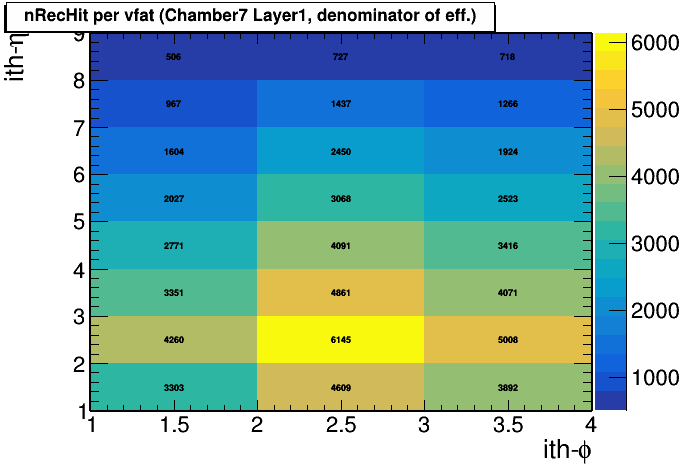 nRecHit per vfat (Chamber7 Layer1, denominator of eff.)
ith-η
9
8
7
6
5
4
3
2
1
506 727 718
967 1437 1266
1604 2450 1924
2027 3068 2523
2771 4091 3416
3351 4861 4071
4260 6145 5008
3303 4609 3892
1 1.5 2 2.5 3 3.5 4
ith-ϕ
6000
5000
4000
3000
2000
1000